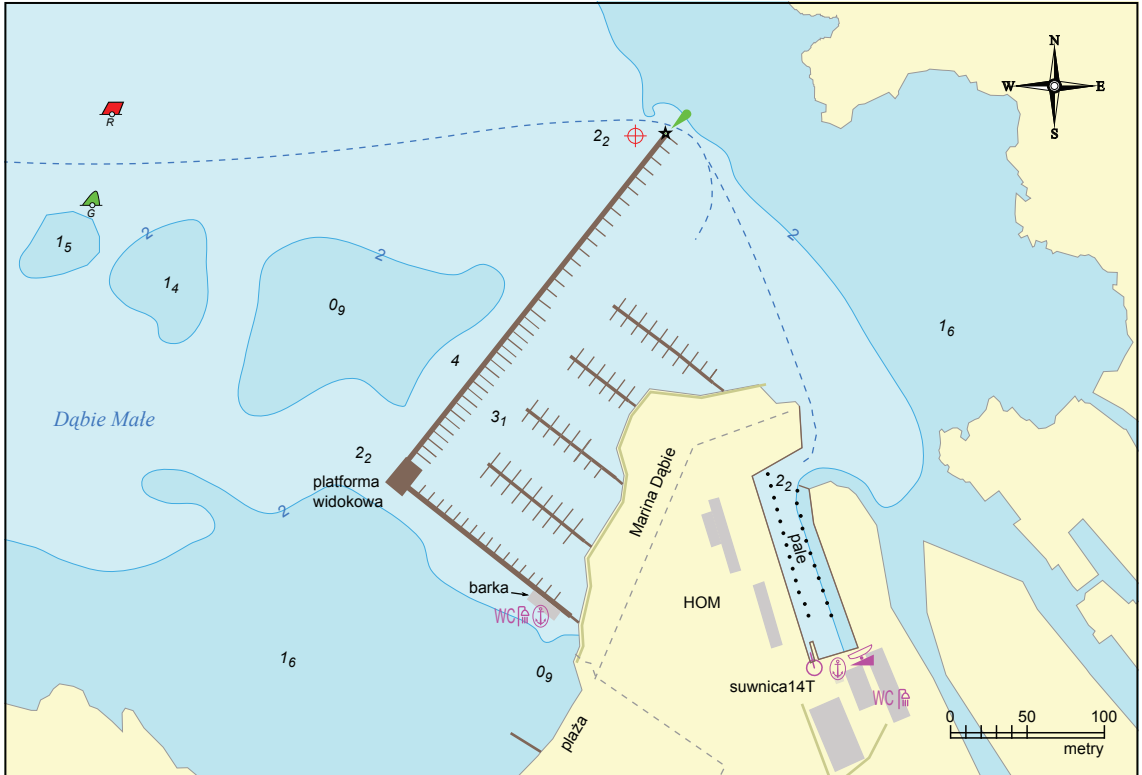 N
W E
S
R
2₂
G
1₅
2
2
2
1₄
0₉
1₆
4
Dąbie Małe
3₁
2₂
platforma
widokowa
Marina Dąbie
2₂
2
pale
barka
HOM
WC
1₆
0₉
suwnica14T
WC
plaża
0 50 100
metry